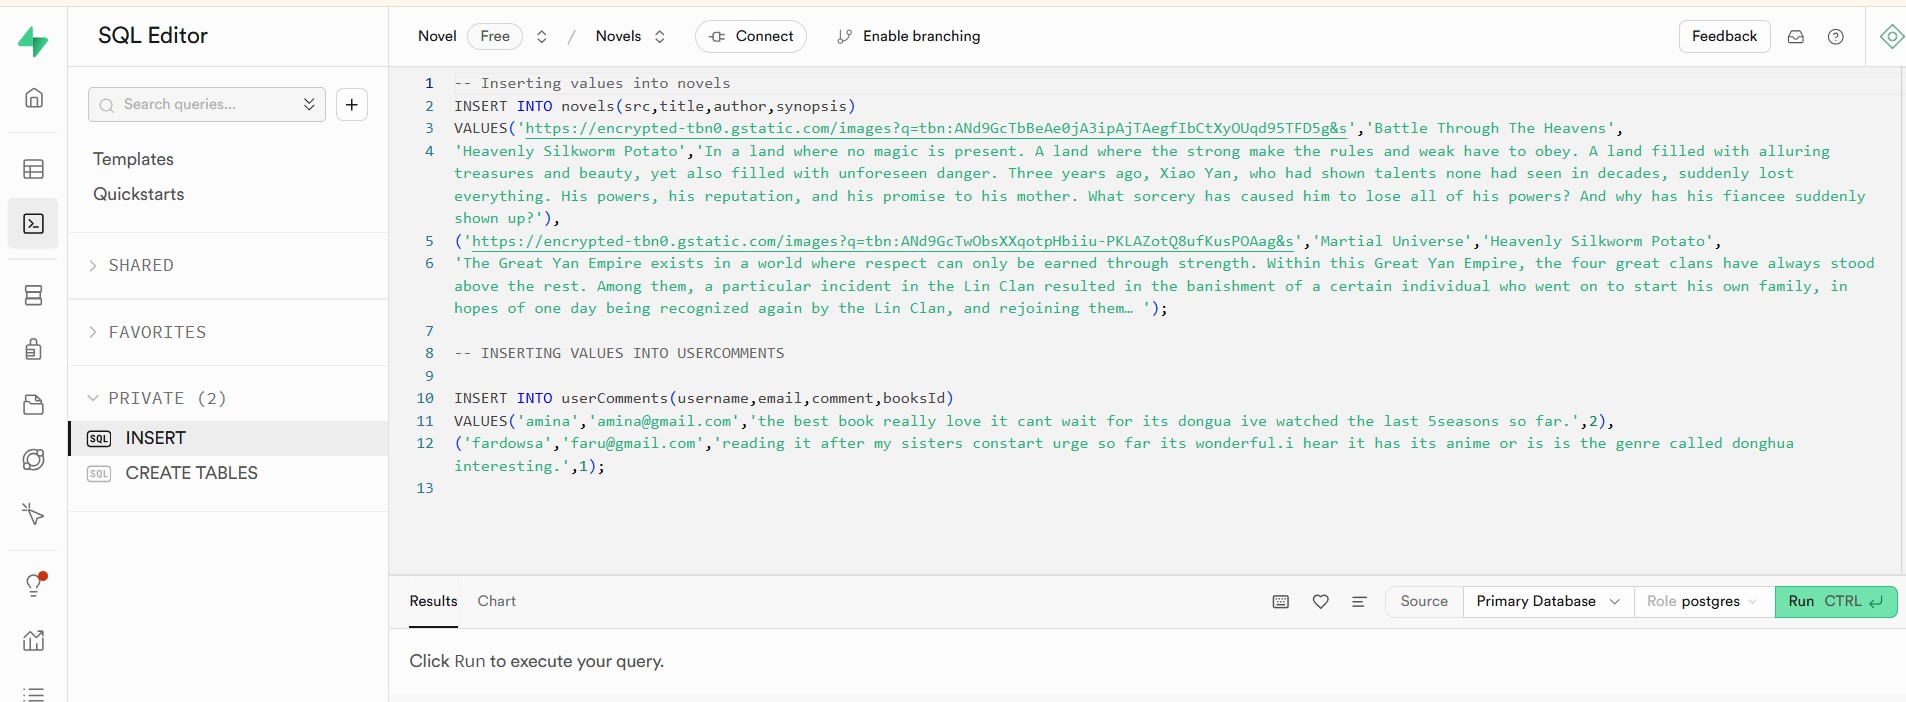 SQL Editor
Novel Free / Novels Connect Enable branching Feedback
Search queries...
Templates
Quickstarts
SHARED
FAVORITES
PRIVATE (2)
SQL INSERT
SQL CREATE TABLES
1 -- Inserting values into novels
2 INSERT INTO novels(src,title,author,synopsis)
3 VALUES('https://encrypted-tbn0.gstatic.com/images?q=tbn:ANd9GcTbBeAe0jA3ipAjTAegfIbCtXyOUqd95TFD5g&s','Battle Through The Heavens',
4 'Heavenly Silkworm Potato','In a land where no magic is present. A land where the strong make the rules and weak have to obey. A land filled with alluring
treasures and beauty, yet also filled with unforeseen danger. Three years ago, Xiao Yan, who had shown talents none had seen in decades, suddenly lost
everything. His powers, his reputation, and his promise to his mother. What sorcery has caused him to lose all of his powers? And why has his fiancee suddenly
shown up?'),
5 ('https://encrypted-tbn0.gstatic.com/images?q=tbn:ANd9GcTwObsXXqotpHbiiu-PKLAZotQ8ufKusPOAag&s','Martial Universe','Heavenly Silkworm Potato',
6 'The Great Yan Empire exists in a world where respect can only be earned through strength. Within this Great Yan Empire, the four great clans have always stood
above the rest. Among them, a particular incident in the Lin Clan resulted in the banishment of a certain individual who went on to start his own family, in
hopes of one day being recognized again by the Lin Clan, and rejoining them… ');
7
8 -- INSERTING VALUES INTO USERCOMMENTS
9
10 INSERT INTO userComments(username,email,comment,booksId)
11 VALUES('amina','amina@gmail.com','the best book really love it cant wait for its dongua ive watched the last 5seasons so far.',2),
12 ('fardowsa','faru@gmail.com','reading it after my sisters constart urge so far its wonderful.i hear it has its anime or is is the genre called donghua
interesting.',1);
13
Results Chart Source Primary Database Role postgres Run CTRL
Click Run to execute your query.